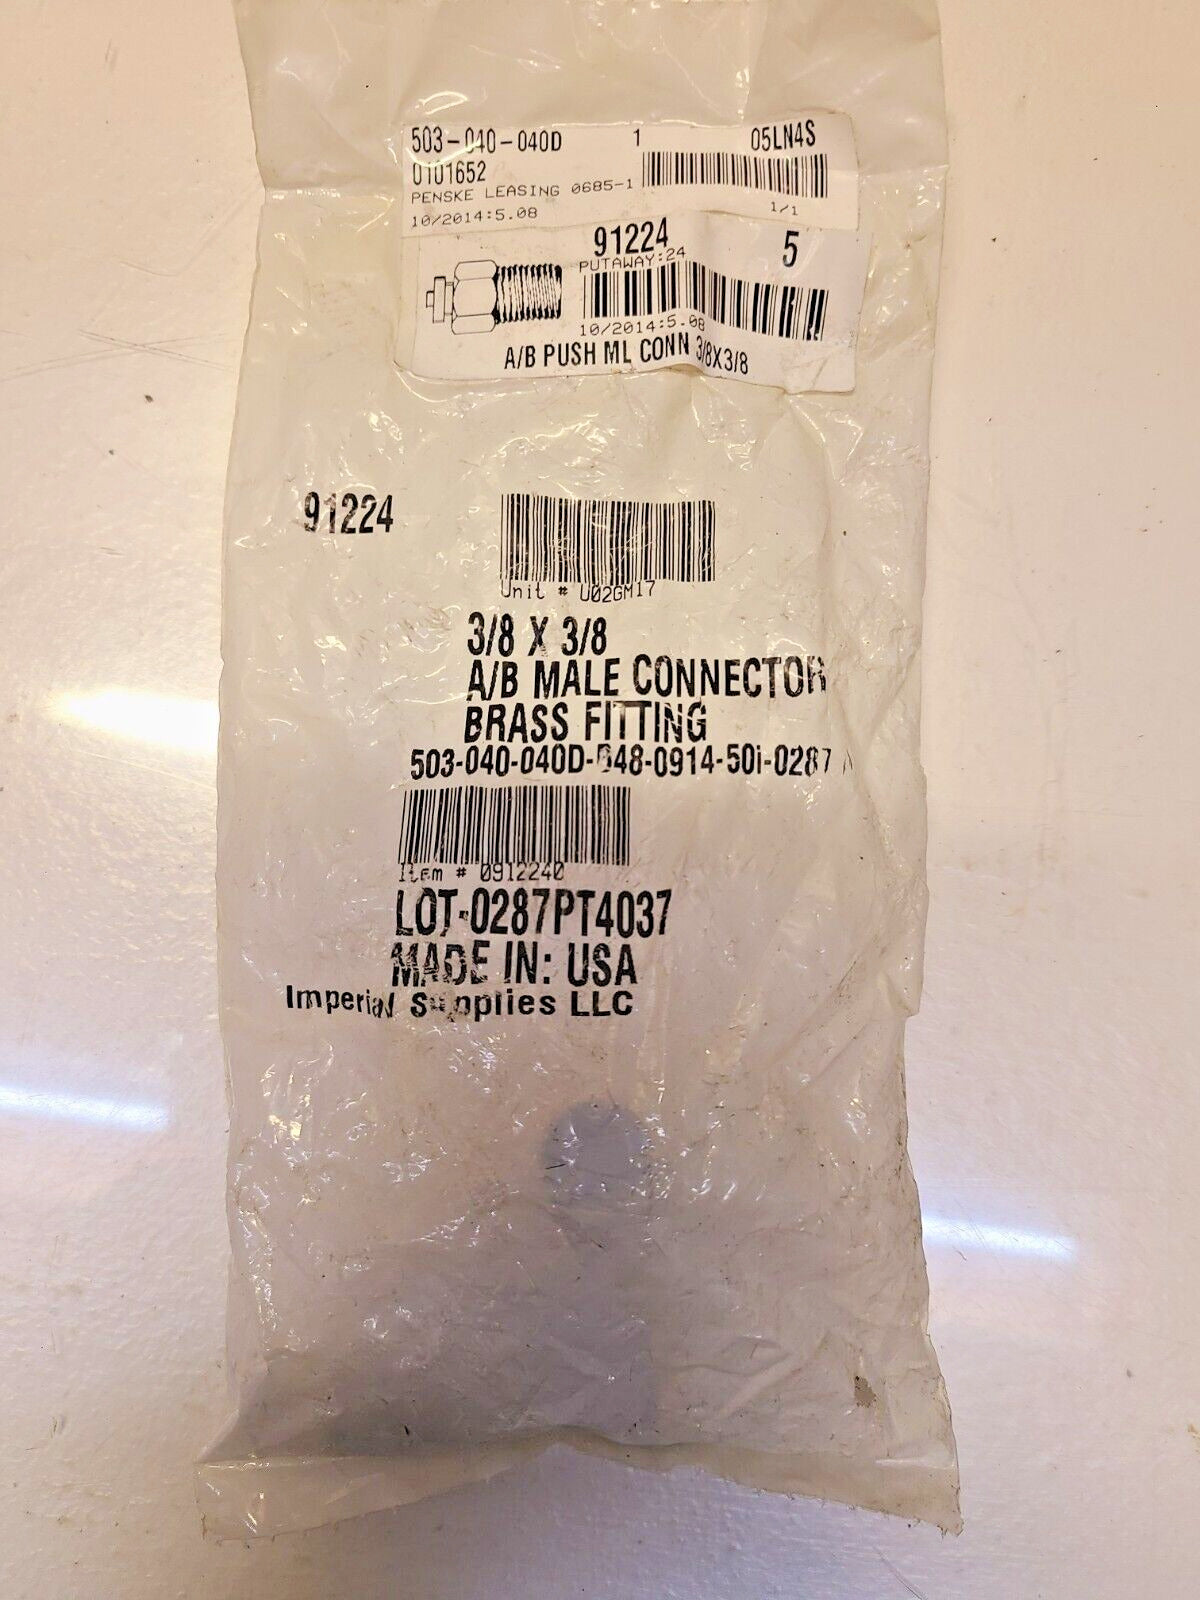 503-040-040D 1 05LN4S
0101652
PENSKE LEASING 0685-1
10/2014:5.08 1/1
91224 5
PUTAWAY:24
10/2014:5.08
A/B PUSH ML CONN 3/8X3/8
91224
Unit # U02GM17
3/8 X 3/8
A/B MALE CONNECTOR
BRASS FITTING
503-040-040D-048-0914-50i-0287
Item # 0912240
LOT-0287PT4037
MADE IN: USA
Imperial Supplies LLC